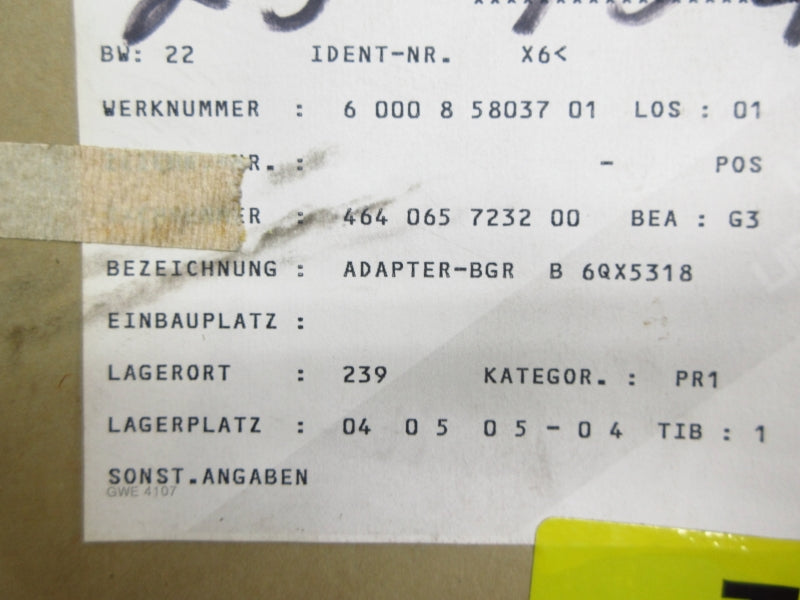 BW: 22 IDENT-NR. X6<
WERKNUMMER : 6 000 8 58037 01 LOS : 01
R. : - POS
ER : 464 065 7232 00 BEA : G3
BEZEICHNUNG : ADAPTER-BGR B 6QX5318
EINBAUPLATZ :
LAGERORT : 239 KATEGOR. : PR1
LAGERPLATZ : 04 0 5 0 5 - 0 4 TIB : 1
SONST.ANGABEN
GWE 4107